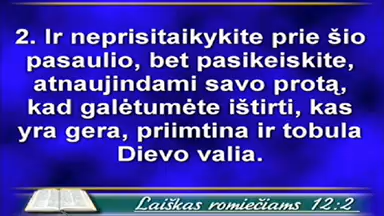 2. Ir neprisitaikykite prie šio
pasaulio, bet pasikeiskite,
atnaujindami savo protą,
kad galėtumėte ištirti, kas
yra gera, priimtina ir tobula
Dievo valia.
Laiškas romiečiams 12:2